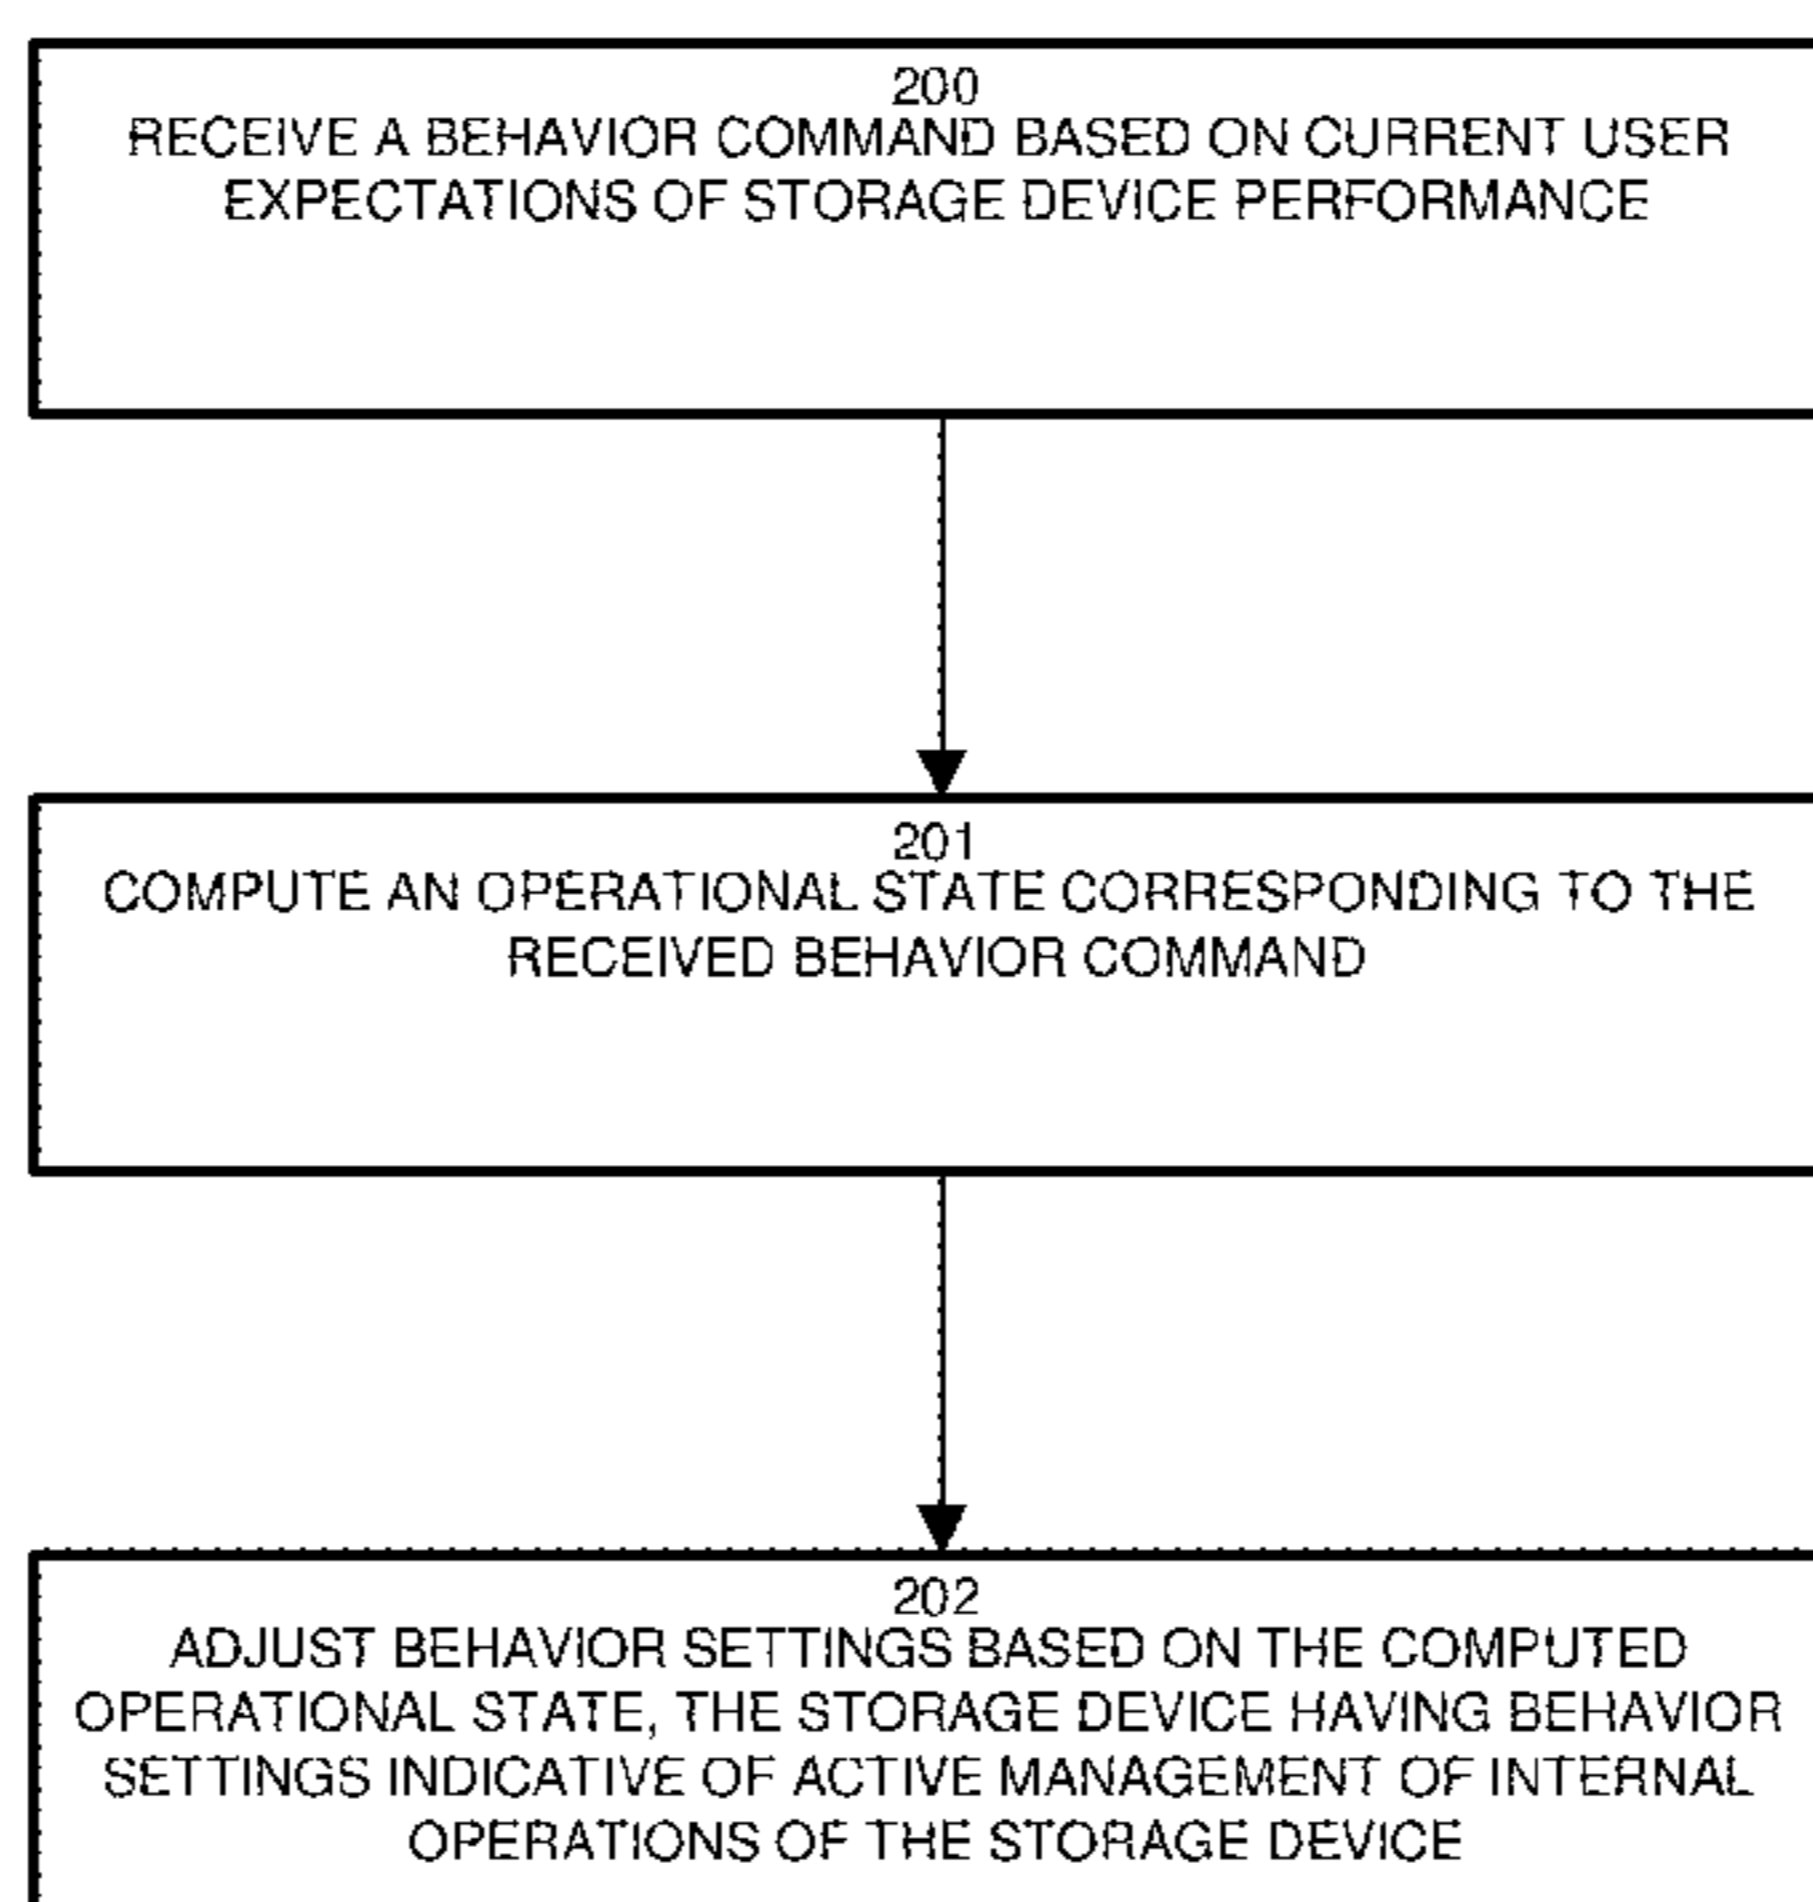 200
RECEIVE A BEHAVIOR COMMAND BASED ON CURRENT USER
EXPECTATIONS OF STORAGE DEVICE PERFORMANCE
201
COMPUTE AN OPERATIONAL STATE CORRESPONDING TO THE
RECEIVED BEHAVIOR COMMAND
202
ADJUST BEHAVIOR SETTINGS BASED ON THE COMPUTED
OPERATIONAL STATE, THE STORAGE DEVICE HAVING BEHAVIOR
SETTINGS INDICATIVE OF ACTIVE MANAGEMENT OF INTERNAL
OPERATIONS OF THE STORAGE DEVICE